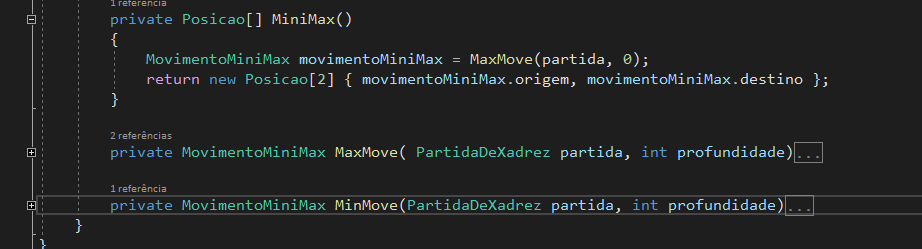 1 referência
private Posicao[] MiniMax()
{
MovimentoMiniMax movimentoMiniMax = MaxMove(partida, 0);
return new Posicao[2] { movimentoMiniMax.origem, movimentoMiniMax.destino };
}
2 referências
private MovimentoMiniMax MaxMove( PartidaDeXadrez partida, int profundidade)...
1 referência
private MovimentoMiniMax MinMove(PartidaDeXadrez partida, int profundidade)...
}
}